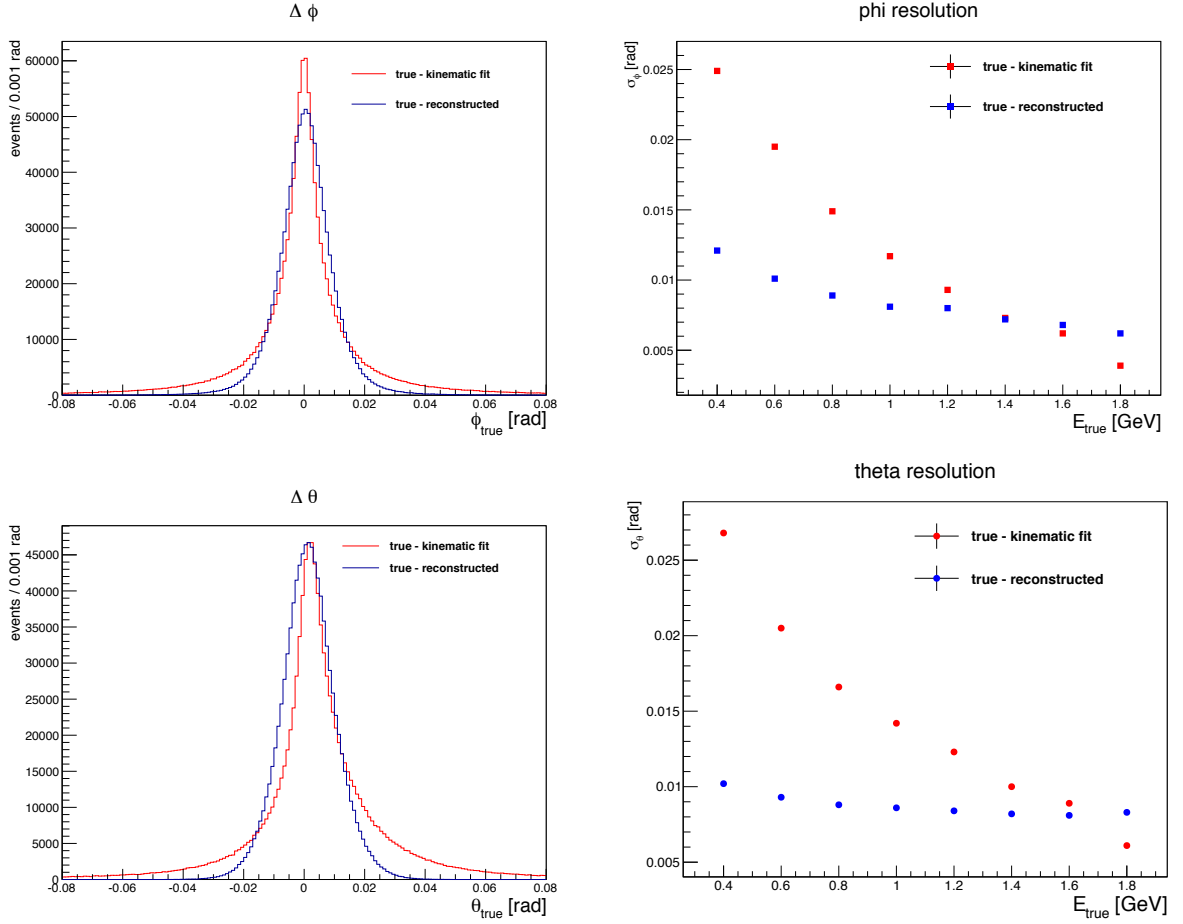 Δ ϕ
events / 0.001 rad
60000
50000
40000
30000
20000
10000
0
true - kinematic fit
true - reconstructed
-0.08 -0.06 -0.04 -0.02 0 0.02 0.04 0.06 0.08
ϕtrue [rad]
phi resolution
σϕ [rad]
0.025
0.02
0.015
0.01
0.005
true - kinematic fit
true - reconstructed
0.4 0.6 0.8 1 1.2 1.4 1.6 1.8
Etrue [GeV]
Δ θ
events / 0.001 rad
45000
40000
35000
30000
25000
20000
15000
10000
5000
0
true - kinematic fit
true - reconstructed
-0.08 -0.06 -0.04 -0.02 0 0.02 0.04 0.06 0.08
θtrue [rad]
theta resolution
σθ [rad]
0.025
0.02
0.015
0.01
0.005
true - kinematic fit
true - reconstructed
0.4 0.6 0.8 1 1.2 1.4 1.6 1.8
Etrue [GeV]